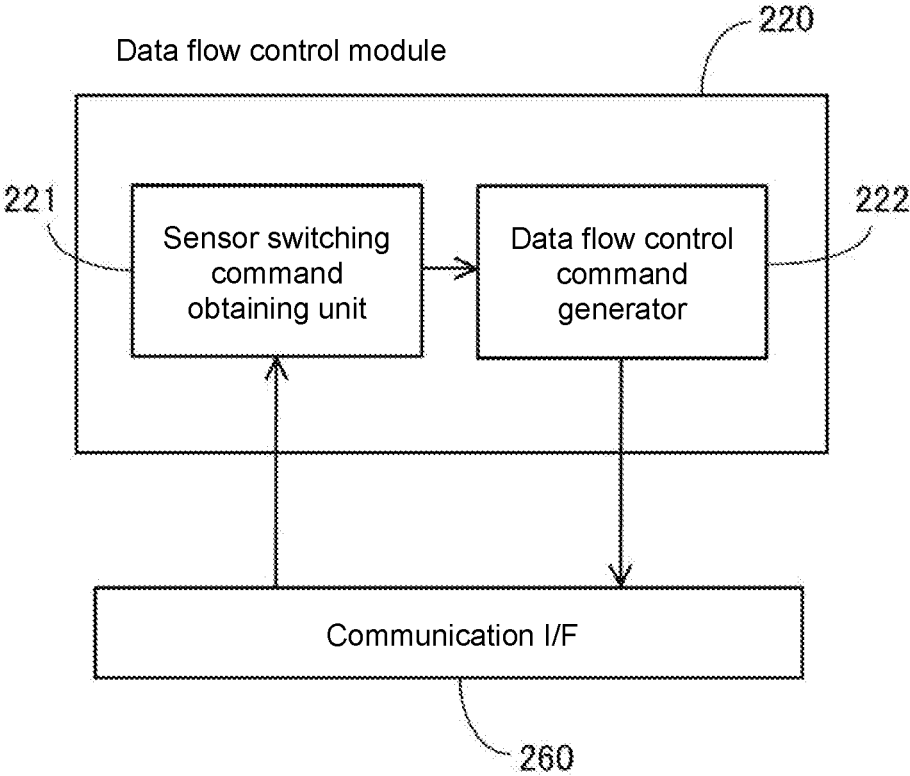 220
Data flow control module
221
Sensor switching
command
obtaining unit
Data flow control
command
generator
222
Communication I/F
260